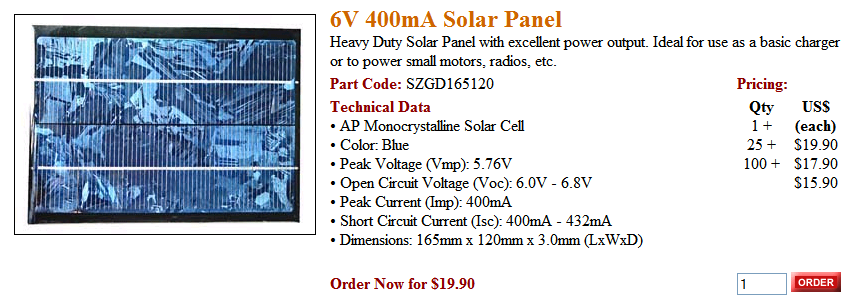 6V 400mA Solar Panel
Heavy Duty Solar Panel with excellent power output. Ideal for use as a basic charger
or to power small motors, radios, etc.
Part Code: SZGD165120
Technical Data
• AP Monocrystalline Solar Cell
• Color: Blue
• Peak Voltage (Vmp): 5.76V
• Open Circuit Voltage (Voc): 6.0V - 6.8V
• Peak Current (Imp): 400mA
• Short Circuit Current (Isc): 400mA - 432mA
• Dimensions: 165mm x 120mm x 3.0mm (LxWxD)
Pricing:
Qty US$
1 + (each)
25 + $19.90
100 + $17.90
$15.90
Order Now for $19.90
1 ORDER